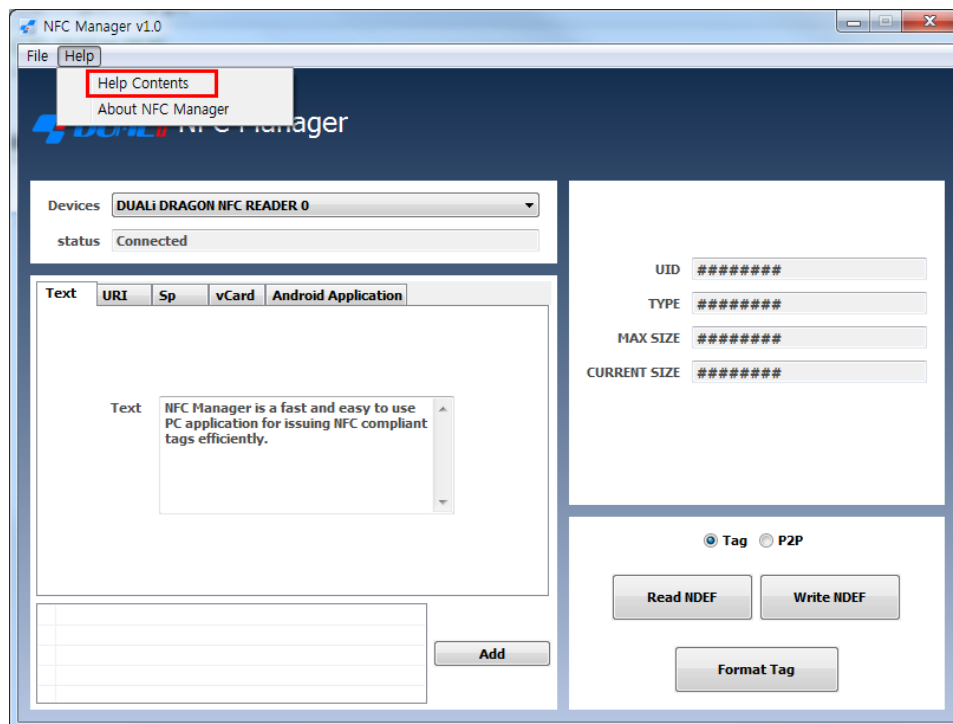 NFC Manager v1.0
File Help
Help Contents
About NFC Manager
DUALi NFC Manager
Devices DUALi DRAGON NFC READER 0
status Connected
Text URI Sp vCard Android Application
Text NFC Manager is a fast and easy to use
PC application for issuing NFC compliant
tags efficiently.
Add
UID ########
TYPE ########
MAX SIZE ########
CURRENT SIZE ########
Tag P2P
Read NDEF Write NDEF
Format Tag